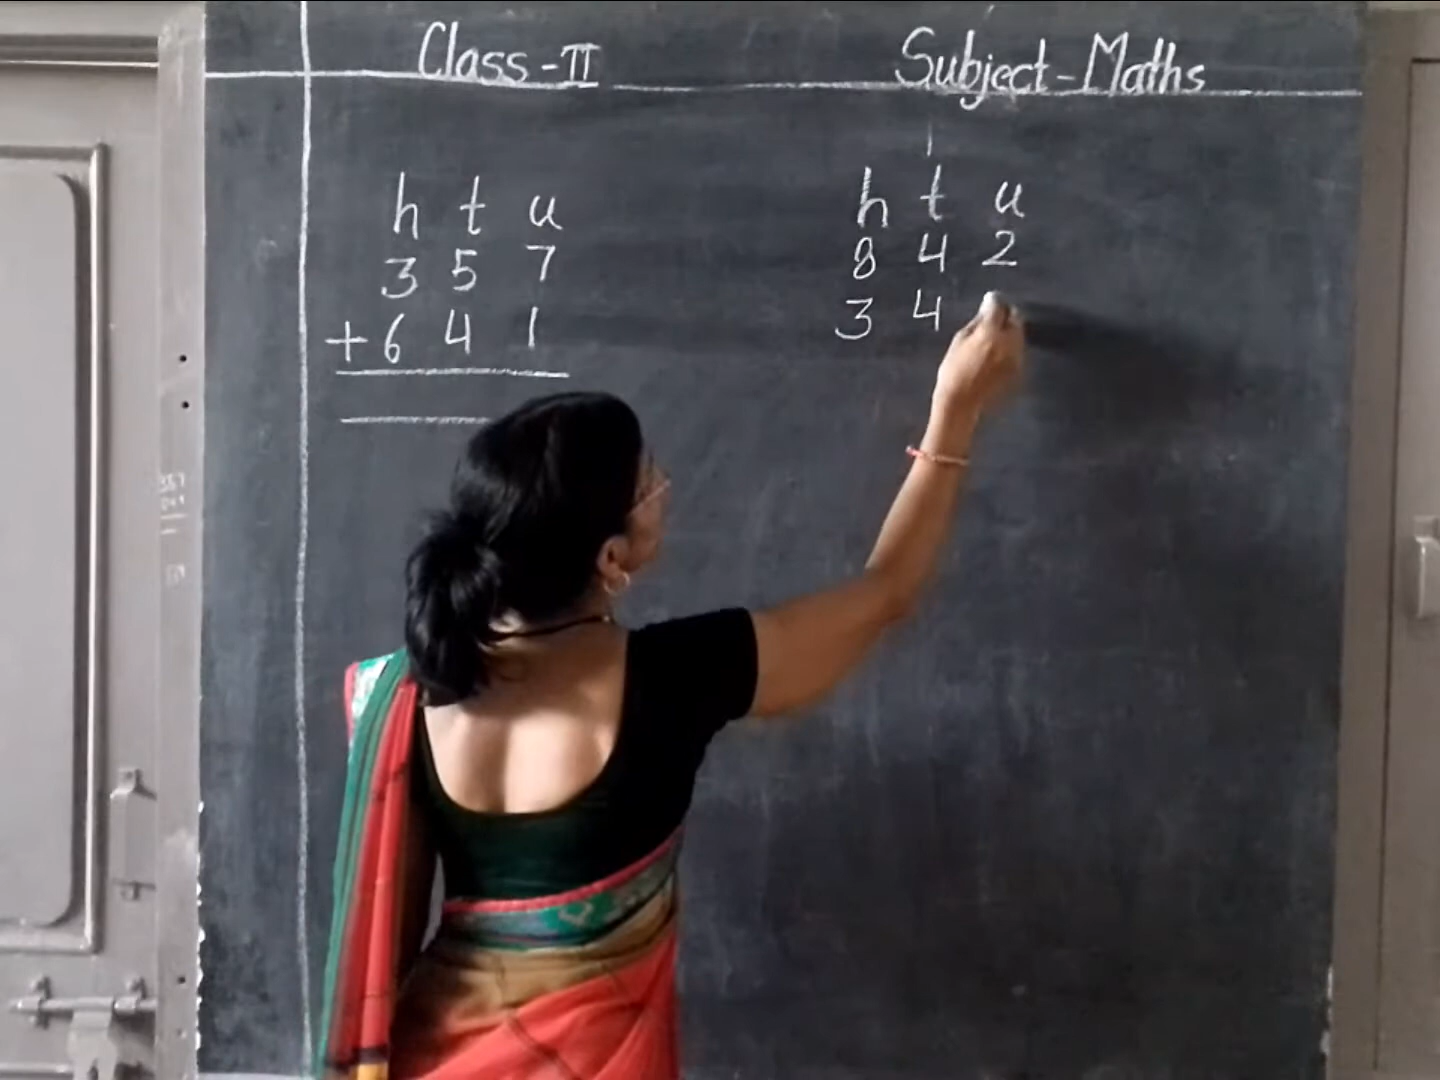 Class-II Subject-Maths
h t u
3 5 7
+ 6 4 1
h t u
8 4 2
3 4